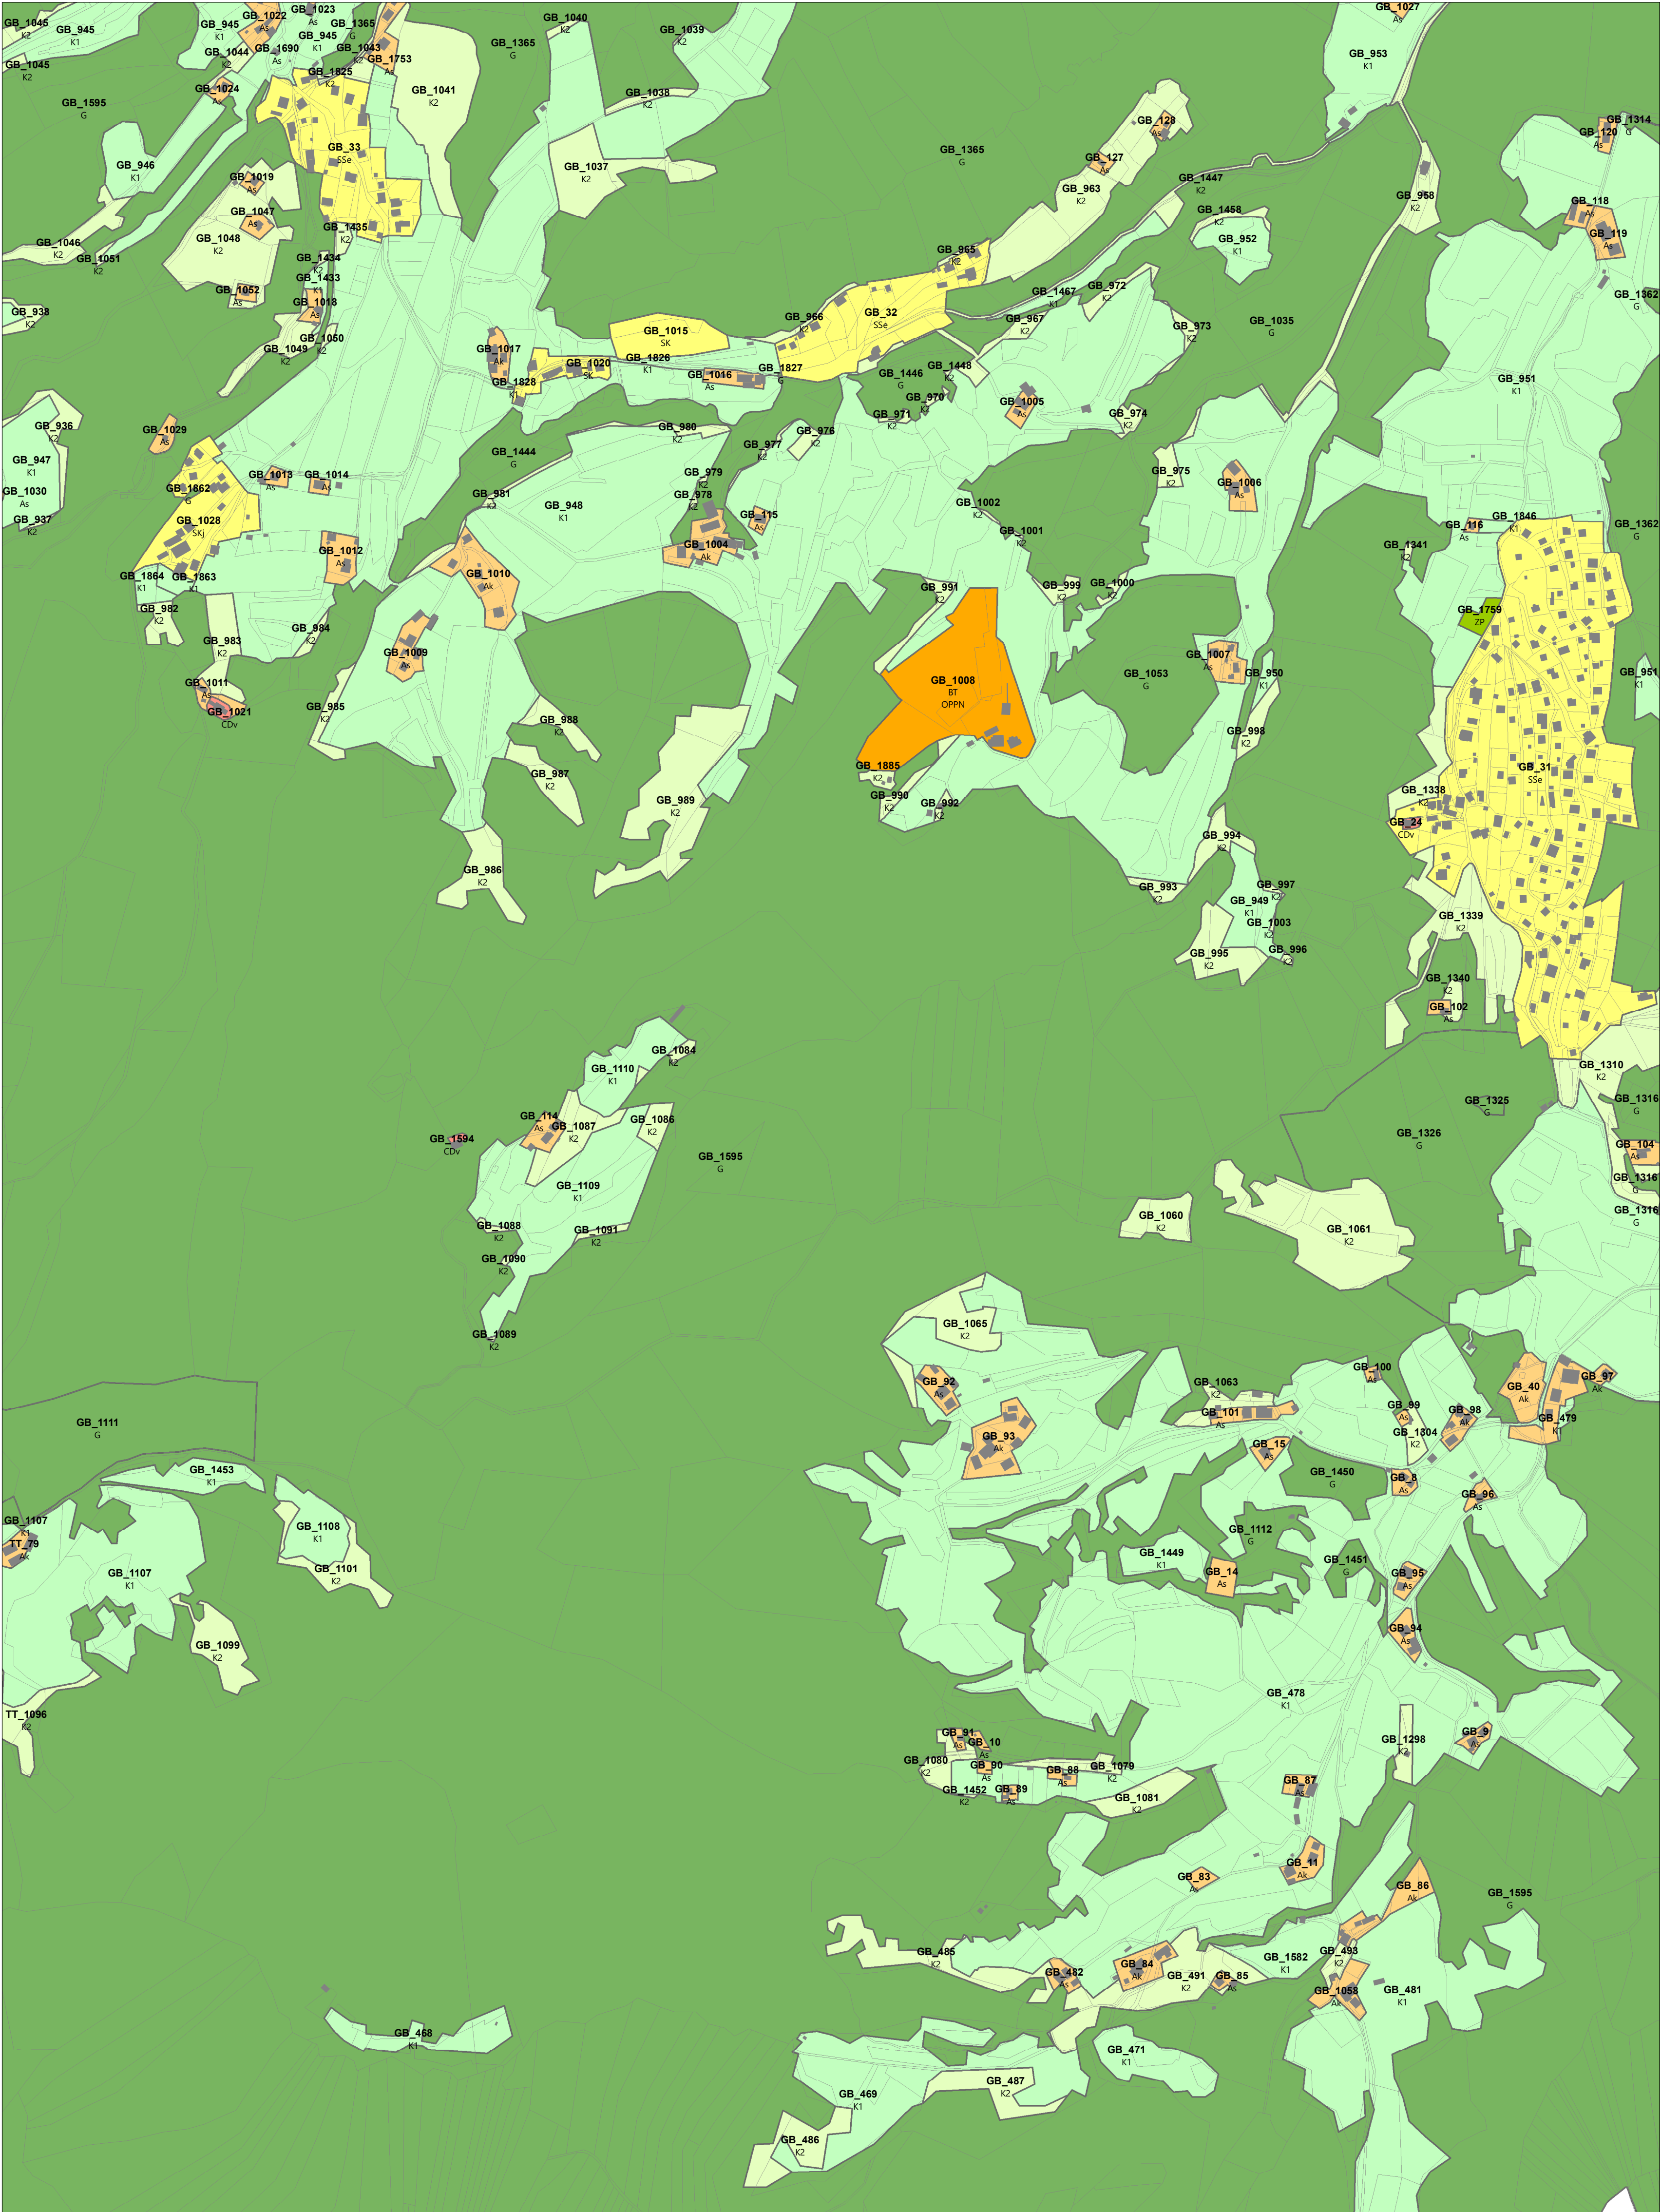 GB_1045
K2
GB_945
K1
GB_945
K1
GB_1022
As
GB_1023
As
GB_945
K1
GB_1365
G
GB_1044
K2
GB_1690
As
GB_1043
K2
GB_1753
As
GB_1040
K2
GB_1365
G
GB_1039
K2
GB_1027
As
GB_953
K1
GB_1045
K2
GB_1825
K2
GB_1024
As
GB_1041
K2
GB_1038
K2
GB_1595
G
GB_128
As
GB_1314
G
GB_120
As
GB_33
SSe
GB_946
K1
GB_1037
K2
GB_1365
G
GB_127
As
GB_1019
As
GB_963
K2
GB_1447
K2
GB_958
K2
GB_118
As
GB_1047
As
GB_1458
K2
GB_1435
K2
GB_1048
K2
GB_952
K1
GB_119
As
GB_1046
K2
GB_965
K2
GB_1051
K2
GB_1434
K2
GB_1433
K1
GB_972
K2
GB_1052
As
GB_1467
K1
GB_1362
G
GB_1018
As
GB_938
K2
GB_966
K2
GB_32
SSe
GB_967
K2
GB_973
K2
GB_1035
G
GB_1015
SK
GB_1050
K2
GB_1049
K2
GB_1017
Ak
GB_1826
K1
GB_1020
SK
GB_1827
G
GB_1016
As
GB_1446
G
GB_1448
K2
GB_1828
K1
GB_951
K1
GB_970
K2
GB_1005
As
GB_971
K2
GB_974
K2
GB_936
K2
GB_1029
As
GB_980
K2
GB_976
K2
GB_977
K2
GB_1444
G
GB_947
K1
GB_1013
As
GB_1014
As
GB_979
K2
GB_975
K2
GB_1006
As
GB_1030
As
GB_1862
G
GB_981
K2
GB_978
K2
GB_948
K1
GB_1002
K2
GB_937
K2
GB_1028
SKj
GB_115
As
GB_1001
K2
GB_116
As
GB_1846
K1
GB_1362
G
GB_1012
As
GB_1004
Ak
GB_1341
K2
GB_1864
K1
GB_1863
K1
GB_1010
Ak
GB_991
K2
GB_999
K2
GB_1000
K2
GB_982
K2
GB_1759
ZP
GB_984
K2
GB_983
K2
GB_1009
As
GB_1007
As
GB_1053
G
GB_950
K1
GB_951
K1
GB_1011
As
GB_1008
BT
OPPN
GB_1021
CDv
GB_985
K2
GB_988
K2
GB_998
K2
GB_987
K2
GB_1885
K2
GB_31
SSe
GB_989
K2
GB_990
K2
GB_992
K2
GB_1338
K2
GB_24
CDv
GB_994
K2
GB_986
K2
GB_993
K2
GB_997
K2
GB_949
K1
GB_1003
K2
GB_1339
K2
GB_995
K2
GB_996
K2
GB_1340
K2
GB_102
As
GB_1084
K2
GB_1110
K1
GB_1310
K2
GB_1325
G
GB_1316
G
GB_114
As
GB_1087
K2
GB_1086
K2
GB_1594
CDv
GB_1326
G
GB_104
As
GB_1595
G
GB_1316
G
GB_1109
K1
GB_1060
K2
GB_1316
G
GB_1088
K2
GB_1091
K2
GB_1061
K2
GB_1090
K2
GB_1089
K2
GB_1065
K2
GB_92
As
GB_1063
K2
GB_100
As
GB_97
Ak
GB_40
Ak
GB_101
As
GB_99
As
GB_98
Ak
GB_479
K1
GB_1111
G
GB_93
Ak
GB_1304
K2
GB_15
As
GB_1453
K1
GB_1450
G
GB_8
As
GB_96
As
GB_1107
K1
GB_1108
K1
GB_1112
G
TT_79
Ak
GB_1449
K1
GB_1451
G
GB_1107
K1
GB_1101
K2
GB_14
As
GB_95
As
GB_94
As
GB_1099
K2
GB_478
K1
TT_1096
K2
GB_91
As
GB_10
As
GB_9
As
GB_1298
K2
GB_1080
K2
GB_90
As
GB_88
As
GB_1079
K2
GB_87
As
GB_1452
K2
GB_89
As
GB_1081
K2
GB_11
Ak
GB_83
As
GB_86
Ak
GB_1595
G
GB_485
K2
GB_493
K2
GB_1582
K1
GB_84
Ak
GB_482
As
GB_491
K2
GB_85
As
GB_1058
Ak
GB_481
K1
GB_468
K1
GB_471
K1
GB_487
K2
GB_469
K1
GB_486
K2